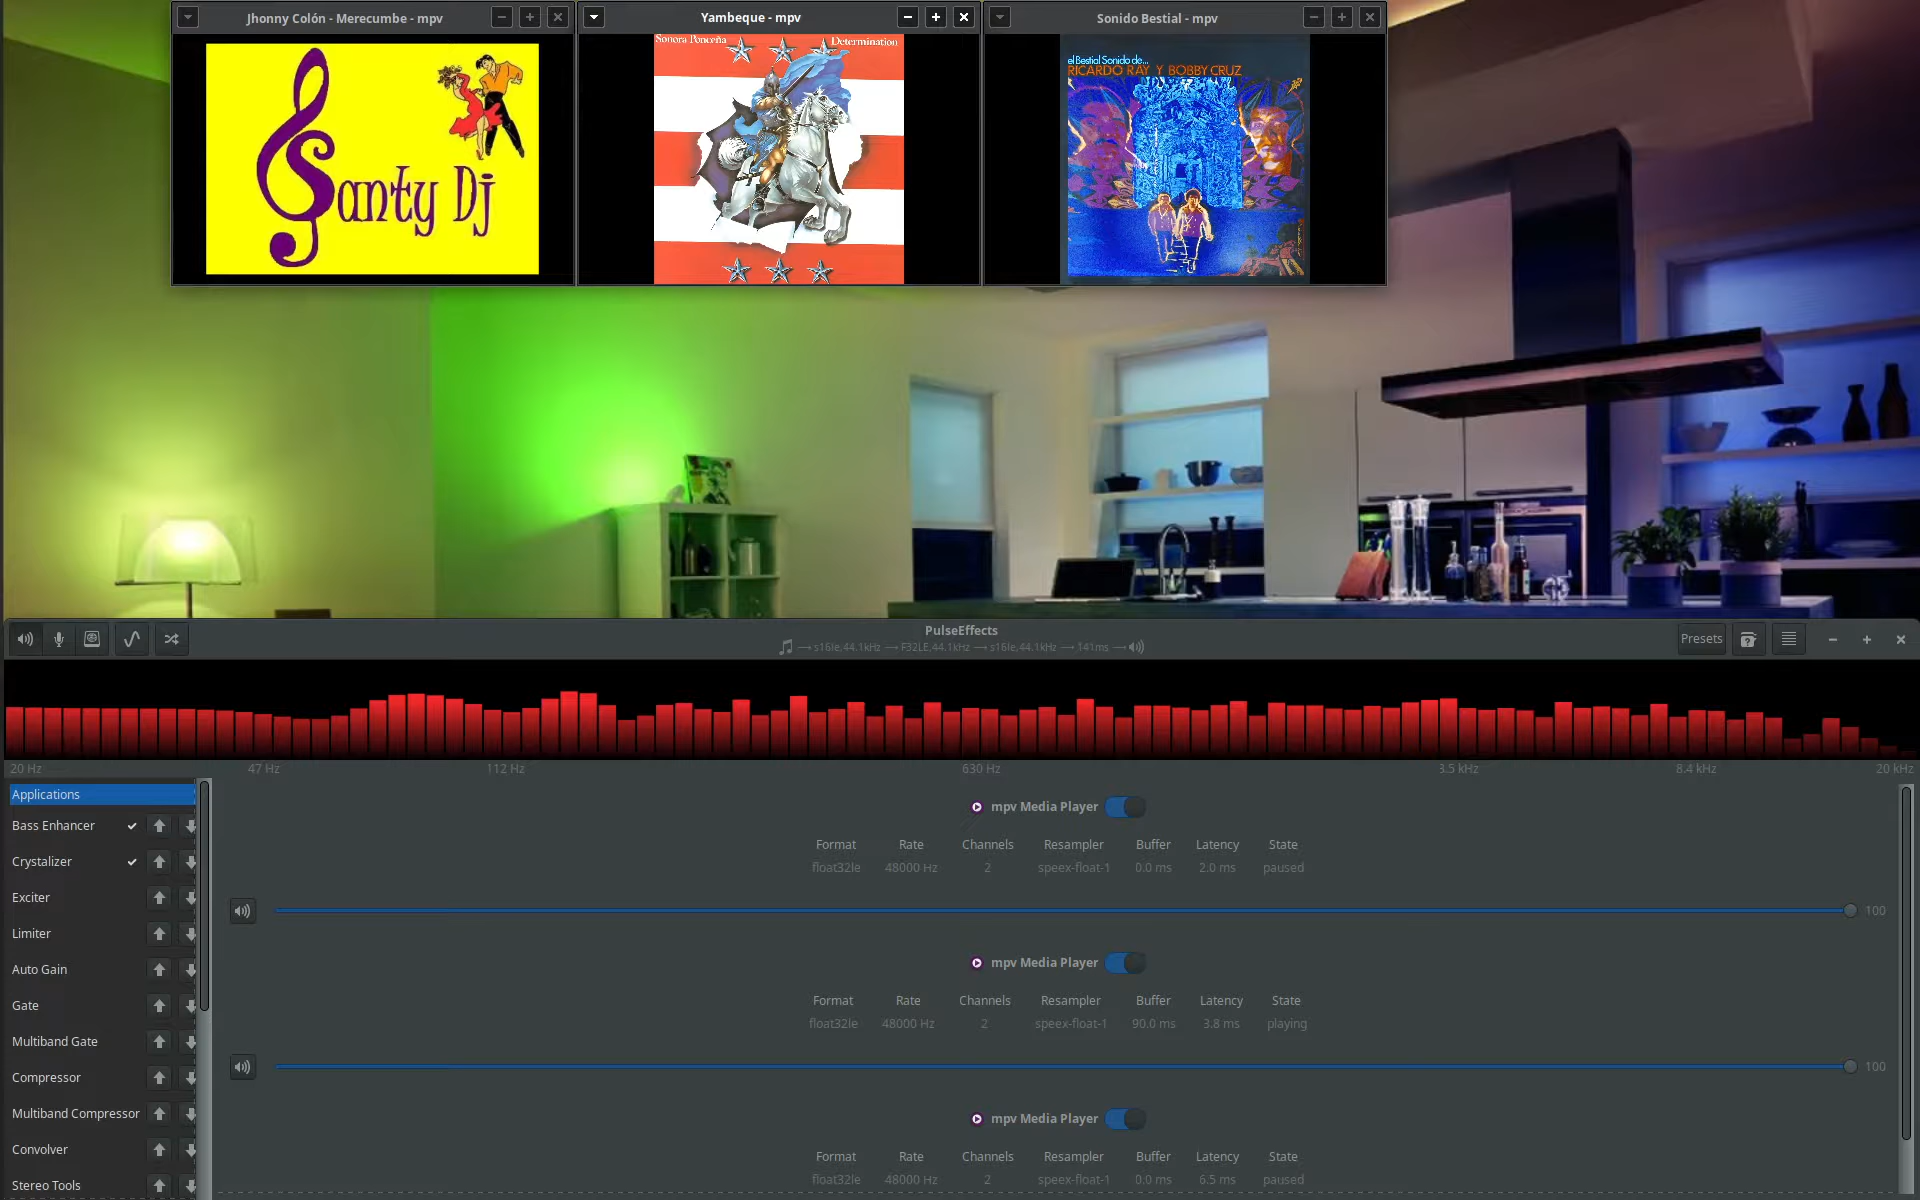 Jhonny Colón - Merecumbe - mpv
Yambeque - mpv
Sonido Bestial - mpv
Santy Dj
Sonora Ponceña
Determination
el Bestial Sonido de...
RICARDO RAY Y BOBBY CRUZ
PulseEffects
s16le,44.1kHz F32LE,44.1kHz s16le,44.1kHz 141ms
Presets
20 Hz 47 Hz 112 Hz 630 Hz 3.5 kHz 8.4 kHz 20 kHz
Applications
Bass Enhancer
Crystalizer
Exciter
Limiter
Auto Gain
Gate
Multiband Gate
Compressor
Multiband Compressor
Convolver
Stereo Tools
mpv Media Player
Format Rate Channels Resampler Buffer Latency State
float32le 48000 Hz 2 speex-float-1 0.0 ms 2.0 ms paused
100
mpv Media Player
Format Rate Channels Resampler Buffer Latency State
float32le 48000 Hz 2 speex-float-1 90.0 ms 3.8 ms playing
100
mpv Media Player
Format Rate Channels Resampler Buffer Latency State
float32le 48000 Hz 2 speex-float-1 0.0 ms 6.5 ms paused